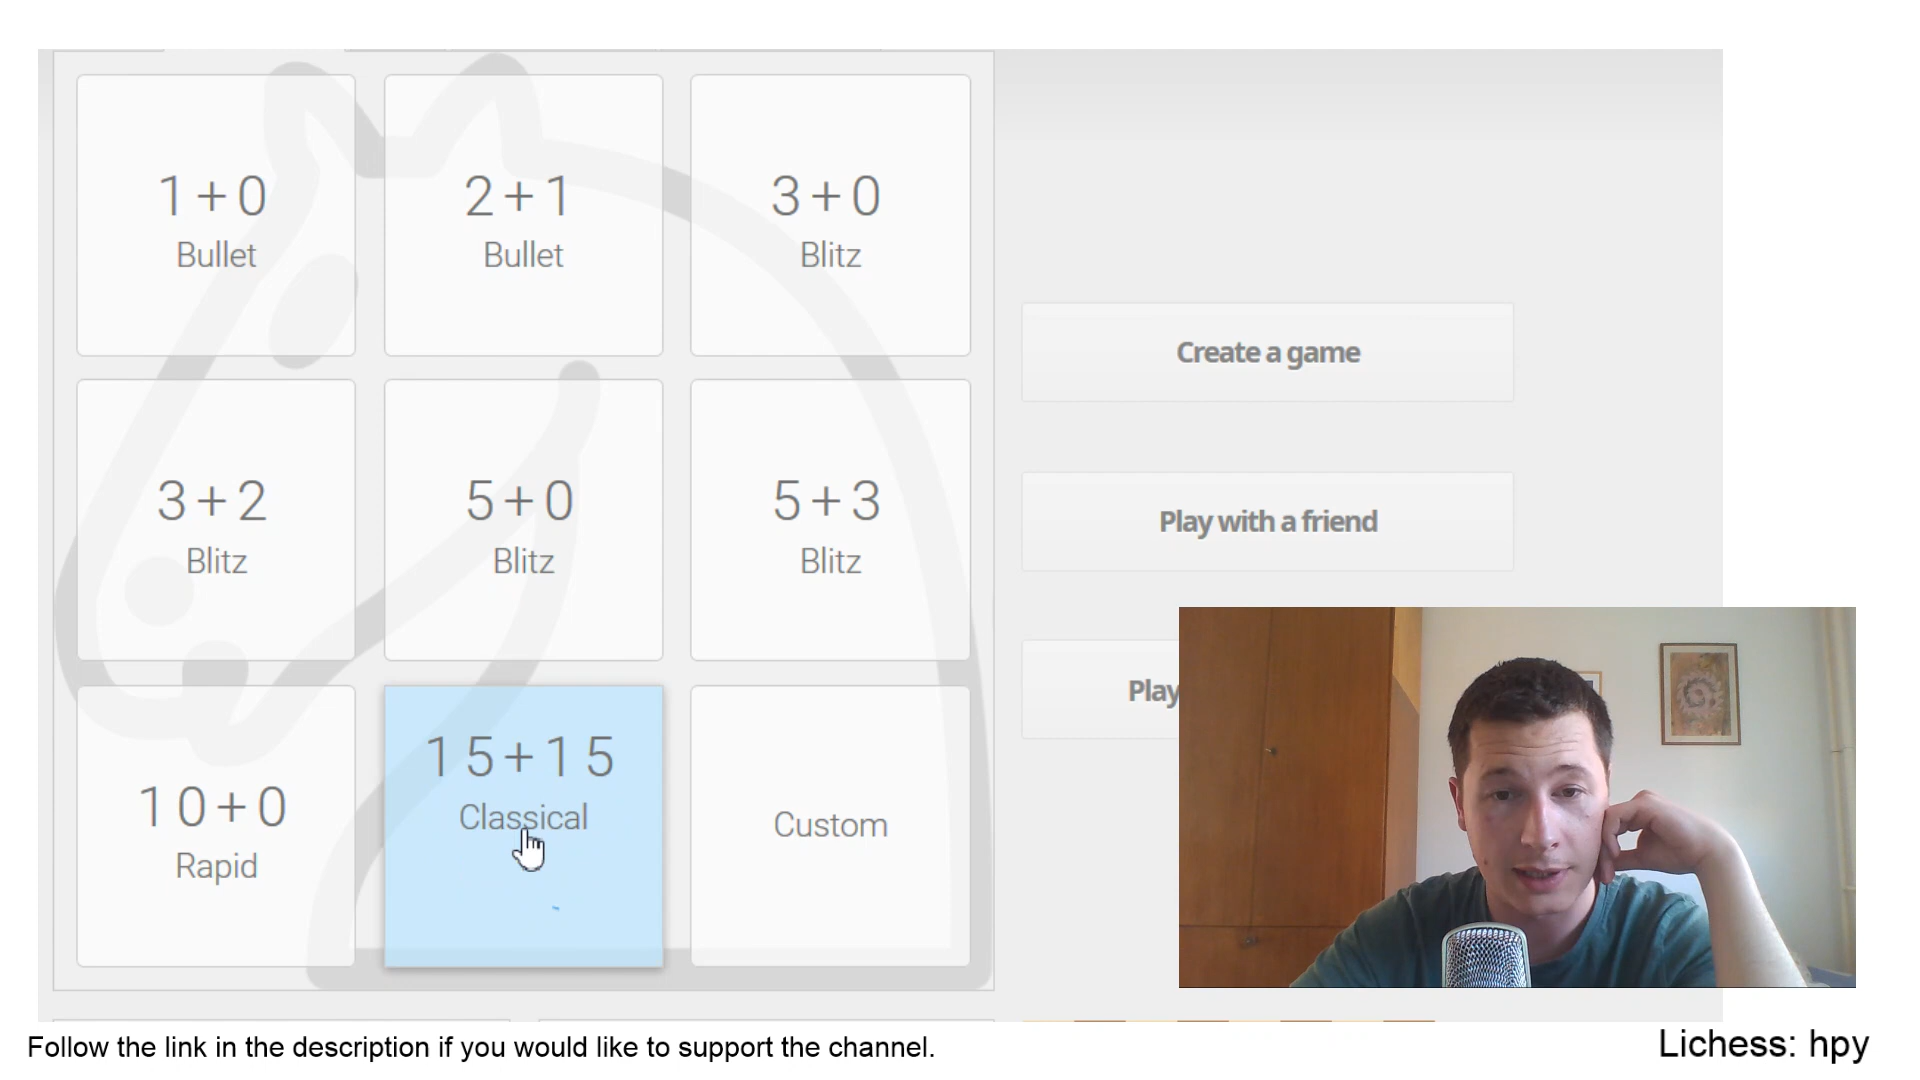 1+0
Bullet
2+1
Bullet
3+0
Blitz
3+2
Blitz
5+0
Blitz
5+3
Blitz
10+0
Rapid
15+15
Classical
Custom
Create a game
Play with a friend
Play
Follow the link in the description if you would like to support the channel.
Lichess: hpy